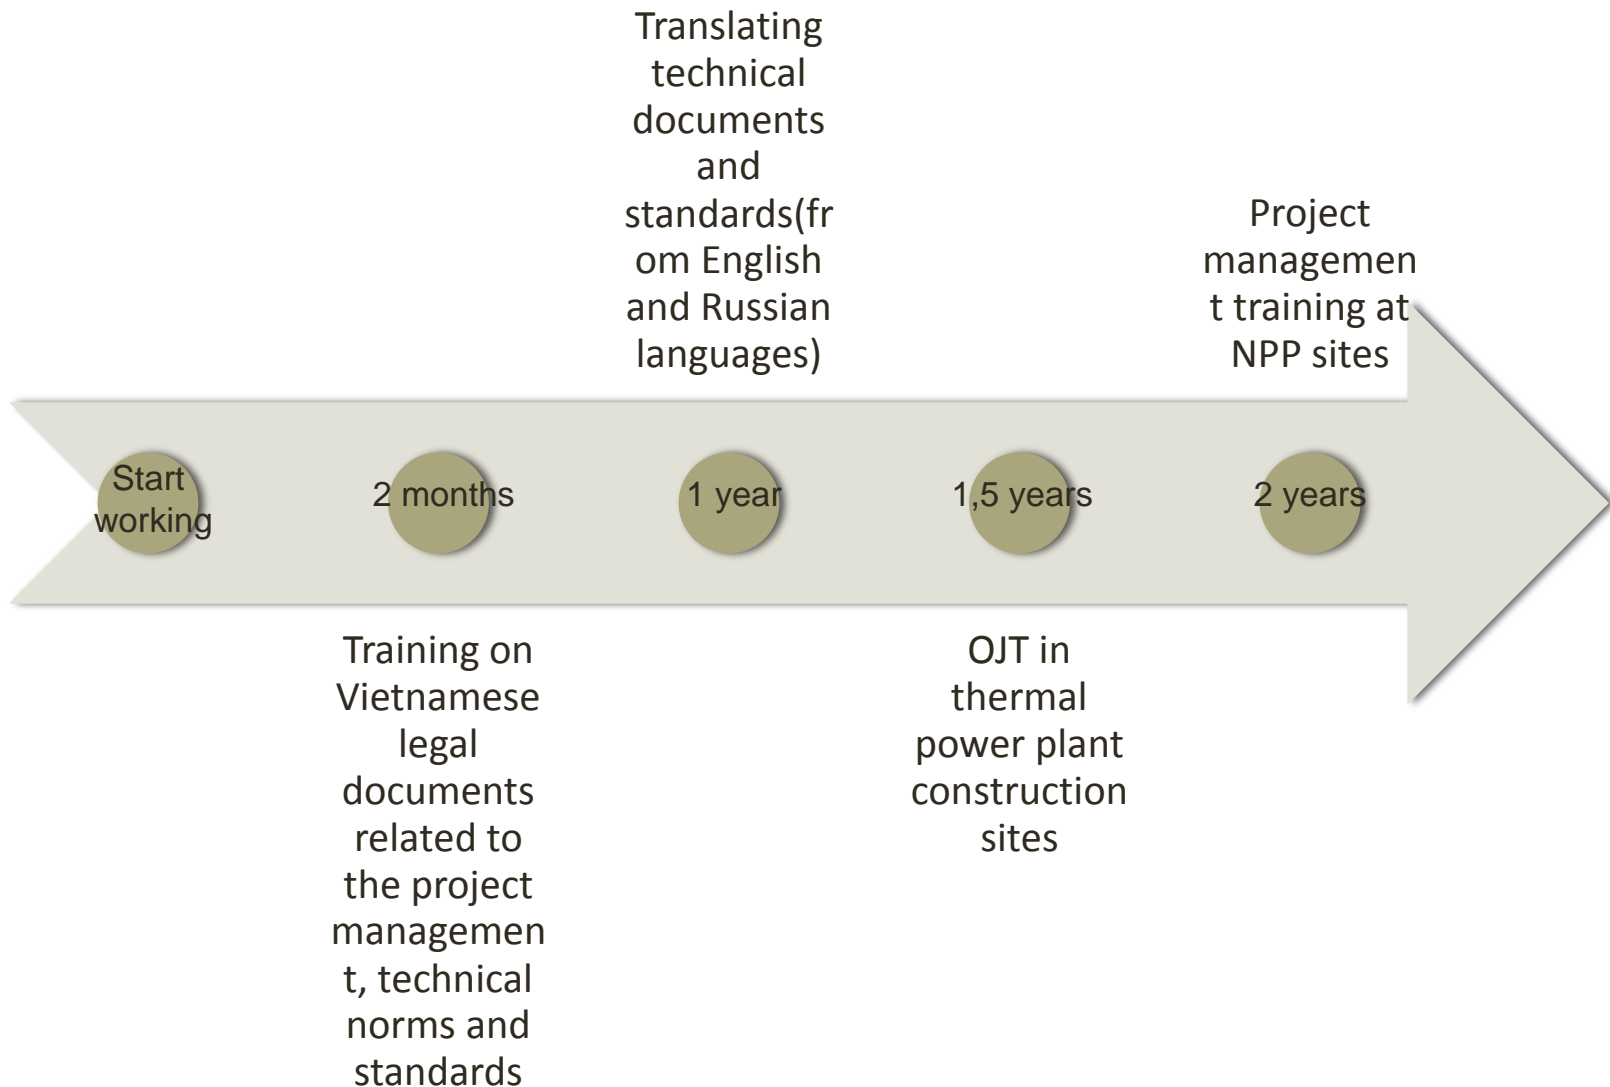 Translating
technical
documents
and
standards(fr
om English
and Russian
languages)
Project
managemen
t training at
NPP sites
Start
working
2 months
1 year
1,5 years
2 years
Training on
Vietnamese
legal
documents
related to
the project
managemen
t, technical
norms and
standards
OJT in
thermal
power plant
construction
sites